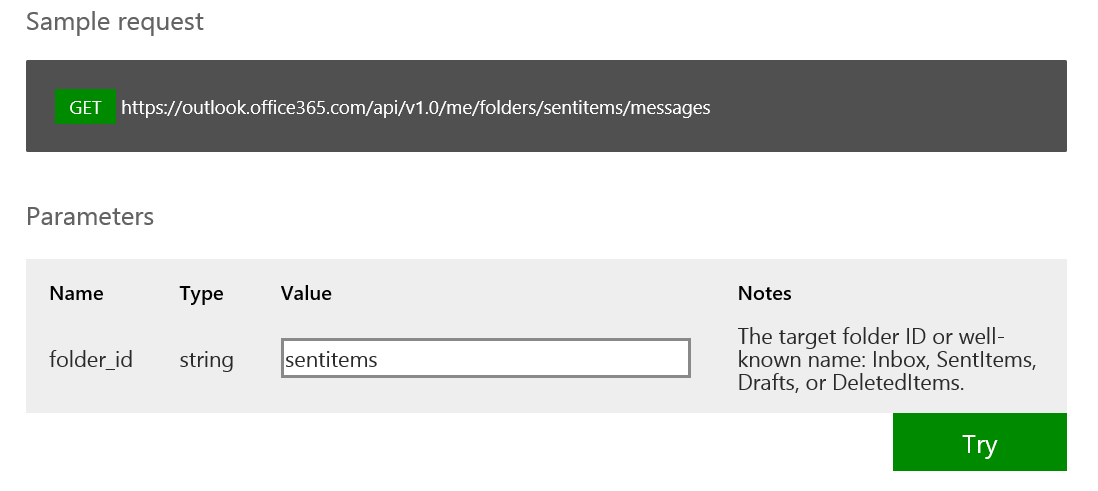 Sample request
GET https://outlook.office365.com/api/v1.0/me/folders/sentitems/messages
Parameters
Name Type Value Notes
folder_id string sentitems The target folder ID or well-
known name: Inbox, SentItems,
Drafts, or DeletedItems.
Try